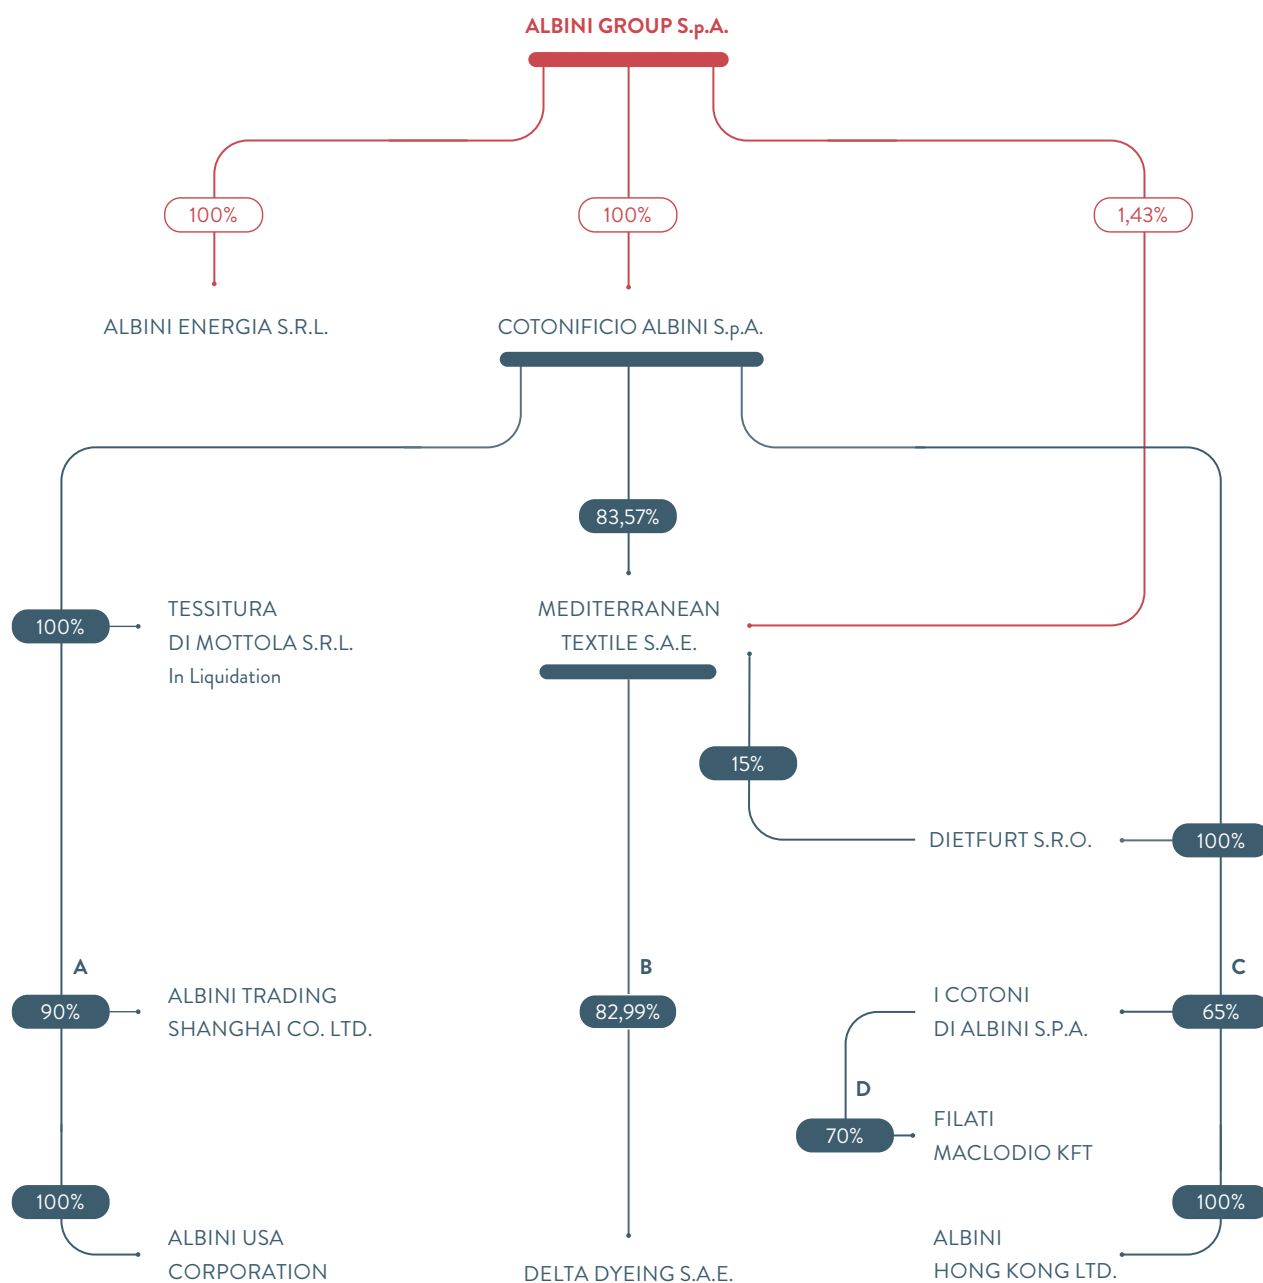 ALBINI GROUP S.p.A.
100%
100%
1,43%
ALBINI ENERGIA S.R.L.
COTONIFICIO ALBINI S.p.A.
83,57%
100%
TESSITURA
DI MOTTOLA S.R.L.
In Liquidation
MEDITERRANEAN
TEXTILE S.A.E.
15%
DIETFURT S.R.O.
100%
A
90%
ALBINI TRADING
SHANGHAI CO. LTD.
B
82,99%
I COTONI
DI ALBINI S.P.A.
C
65%
D
70%
FILATI
MACLODIO KFT
100%
ALBINI USA
CORPORATION
DELTA DYEING S.A.E.
100%
ALBINI
HONG KONG LTD.